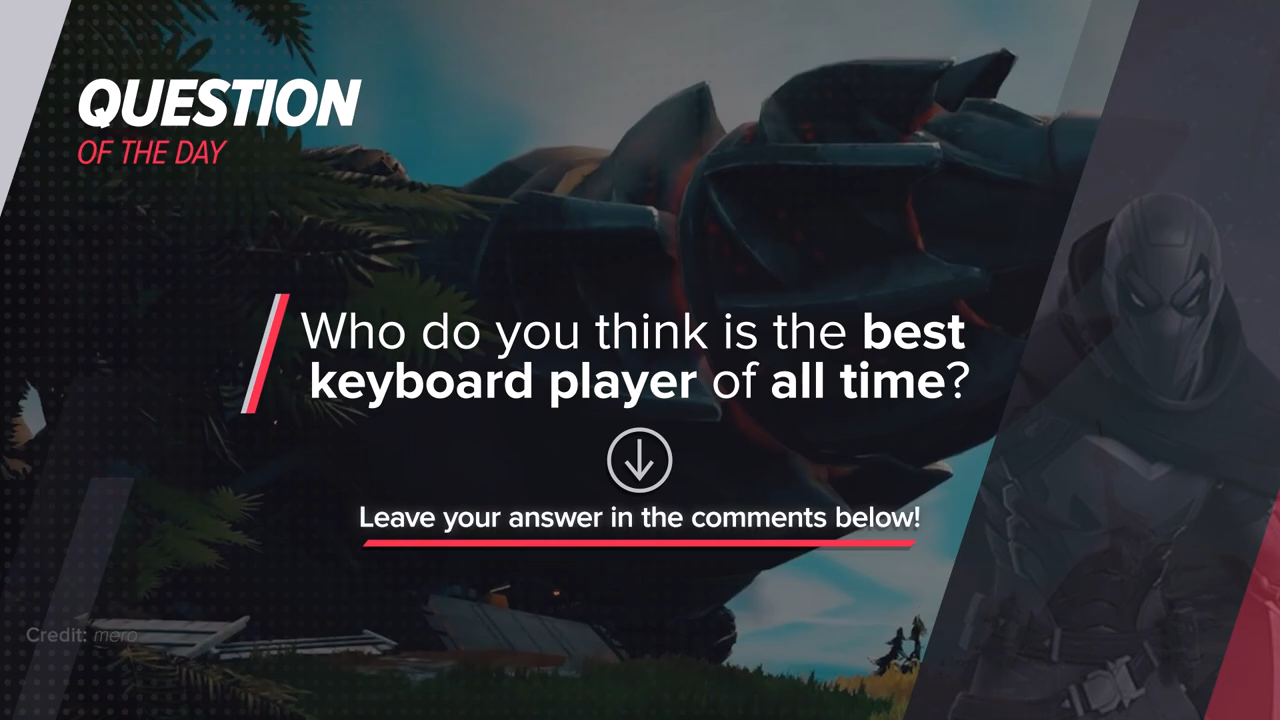 QUESTION
OF THE DAY
Who do you think is the best
keyboard player of all time?
Leave your answer in the comments below!
Credit: mero